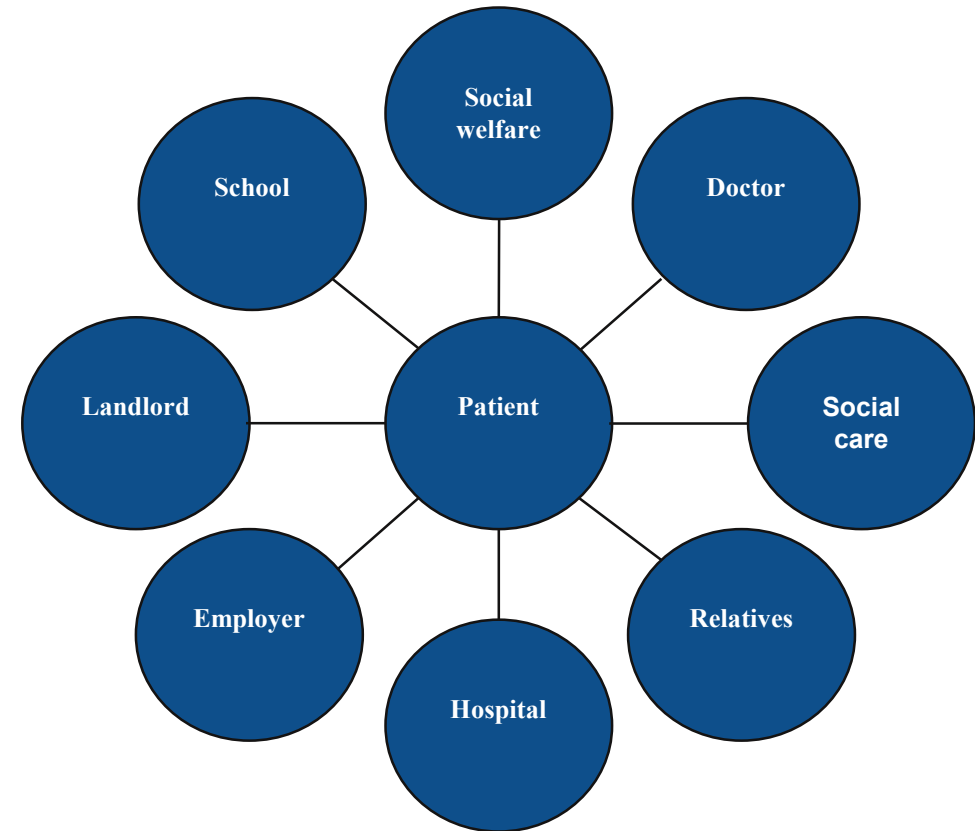 Social
welfare
School
Doctor
Landlord
Patient
Social
care
Employer
Relatives
Hospital